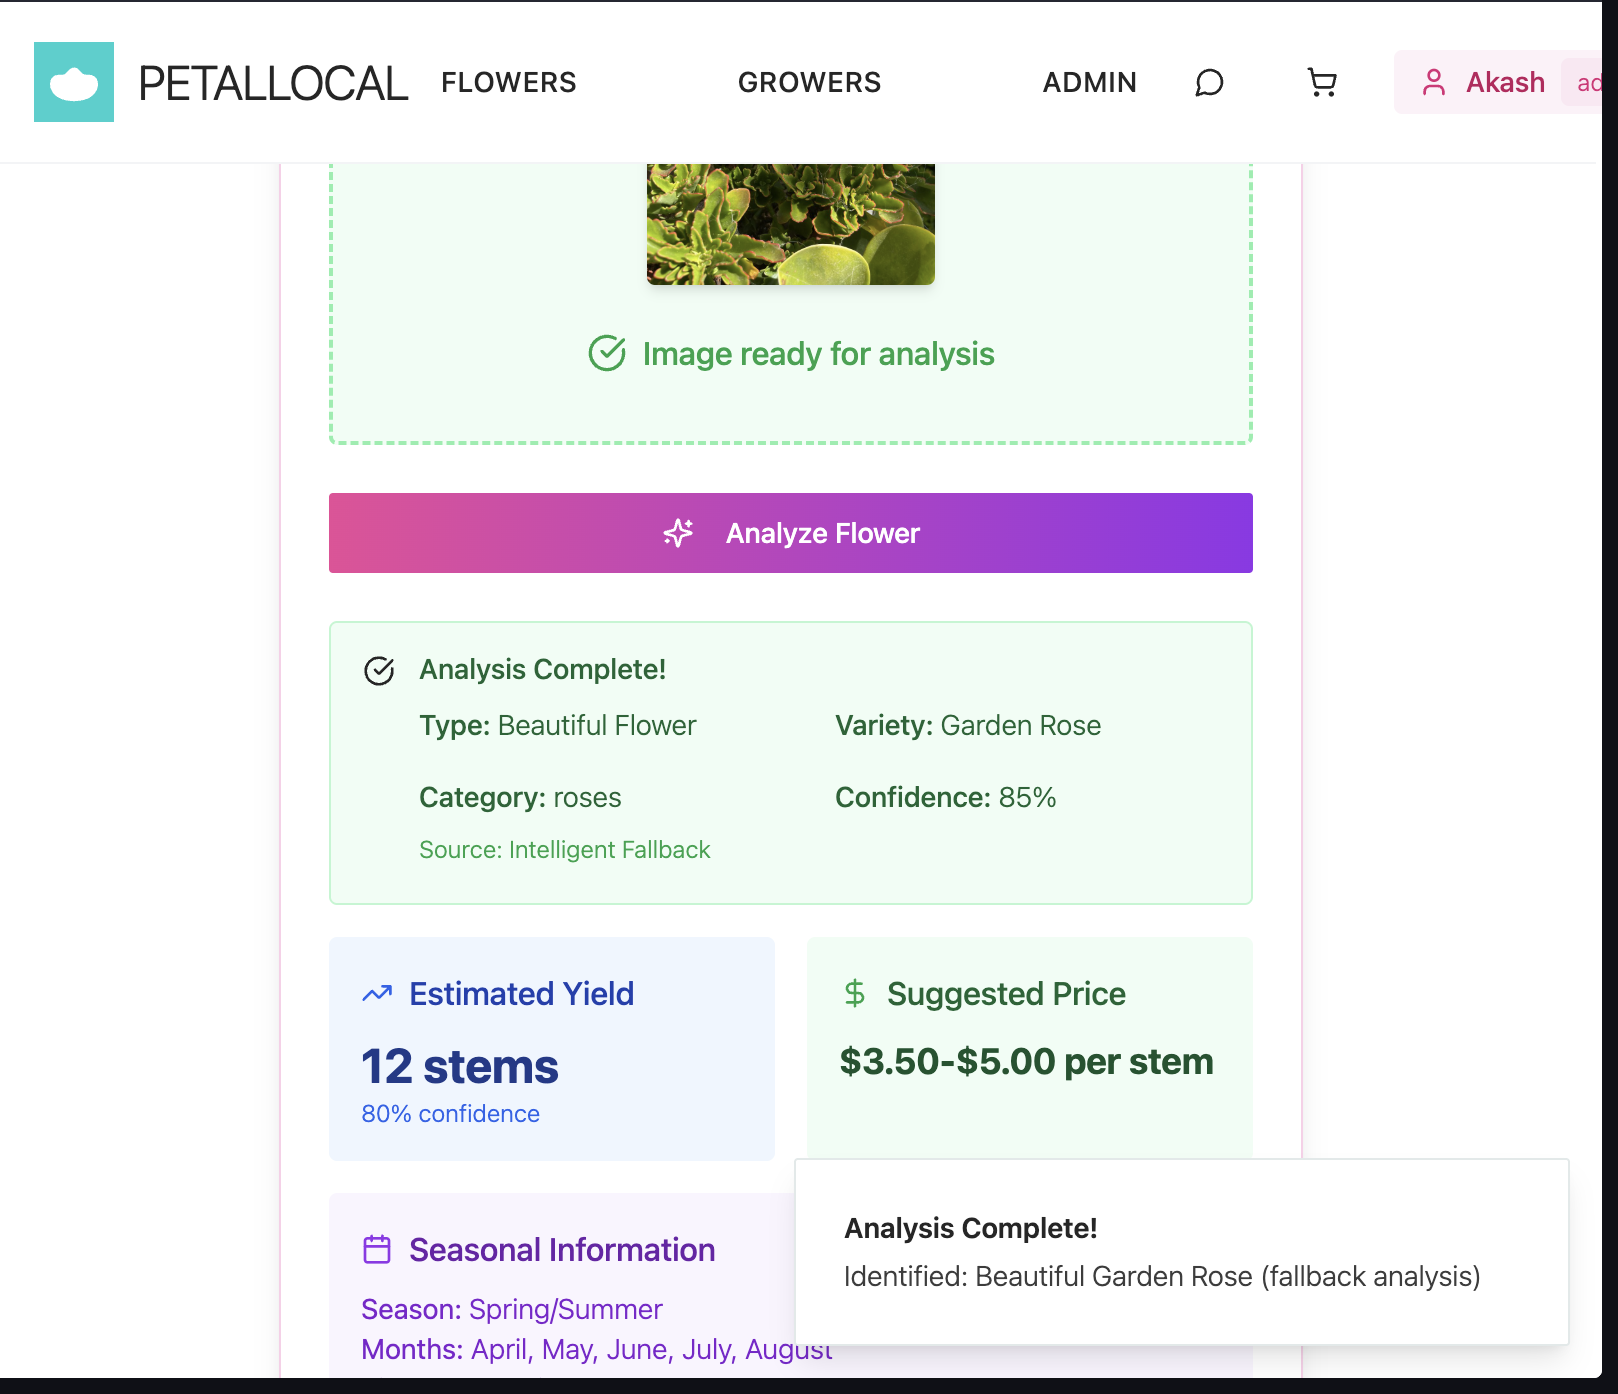 PETALLOCAL FLOWERS GROWERS ADMIN Akash
Image ready for analysis
Analyze Flower
Analysis Complete!
Type: Beautiful Flower Variety: Garden Rose
Category: roses Confidence: 85%
Source: Intelligent Fallback
Estimated Yield
12 stems
80% confidence
Suggested Price
$3.50-$5.00 per stem
Seasonal Information
Season: Spring/Summer
Months: April, May, June, July, August
Analysis Complete!
Identified: Beautiful Garden Rose (fallback analysis)